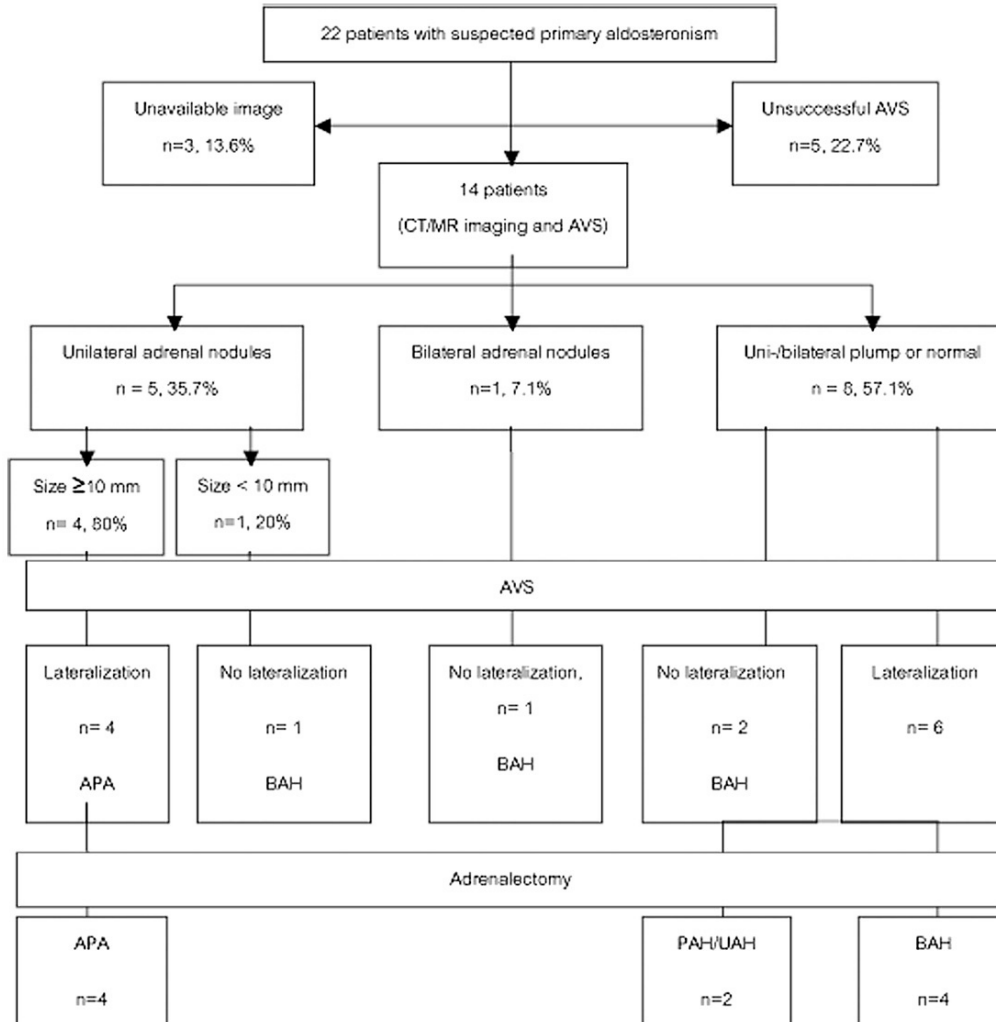 22 patients with suspected primary aldosteronism
Unavailable image
n=3, 13.6%
Unsuccessful AVS
n=5, 22.7%
14 patients
(CT/MR imaging and AVS)
Unilateral adrenal nodules
n = 5, 35.7%
Bilateral adrenal nodules
n=1, 7.1%
Uni-/bilateral plump or normal
n = 8, 57.1%
Size ≥10 mm
n= 4, 80%
Size < 10 mm
n=1, 20%
AVS
Lateralization
n= 4
APA
No lateralization
n= 1
BAH
No lateralization,
n= 1
BAH
No lateralization
n= 2
BAH
Lateralization
n= 6
Adrenalectomy
APA
n=4
PAH/UAH
n=2
BAH
n=4